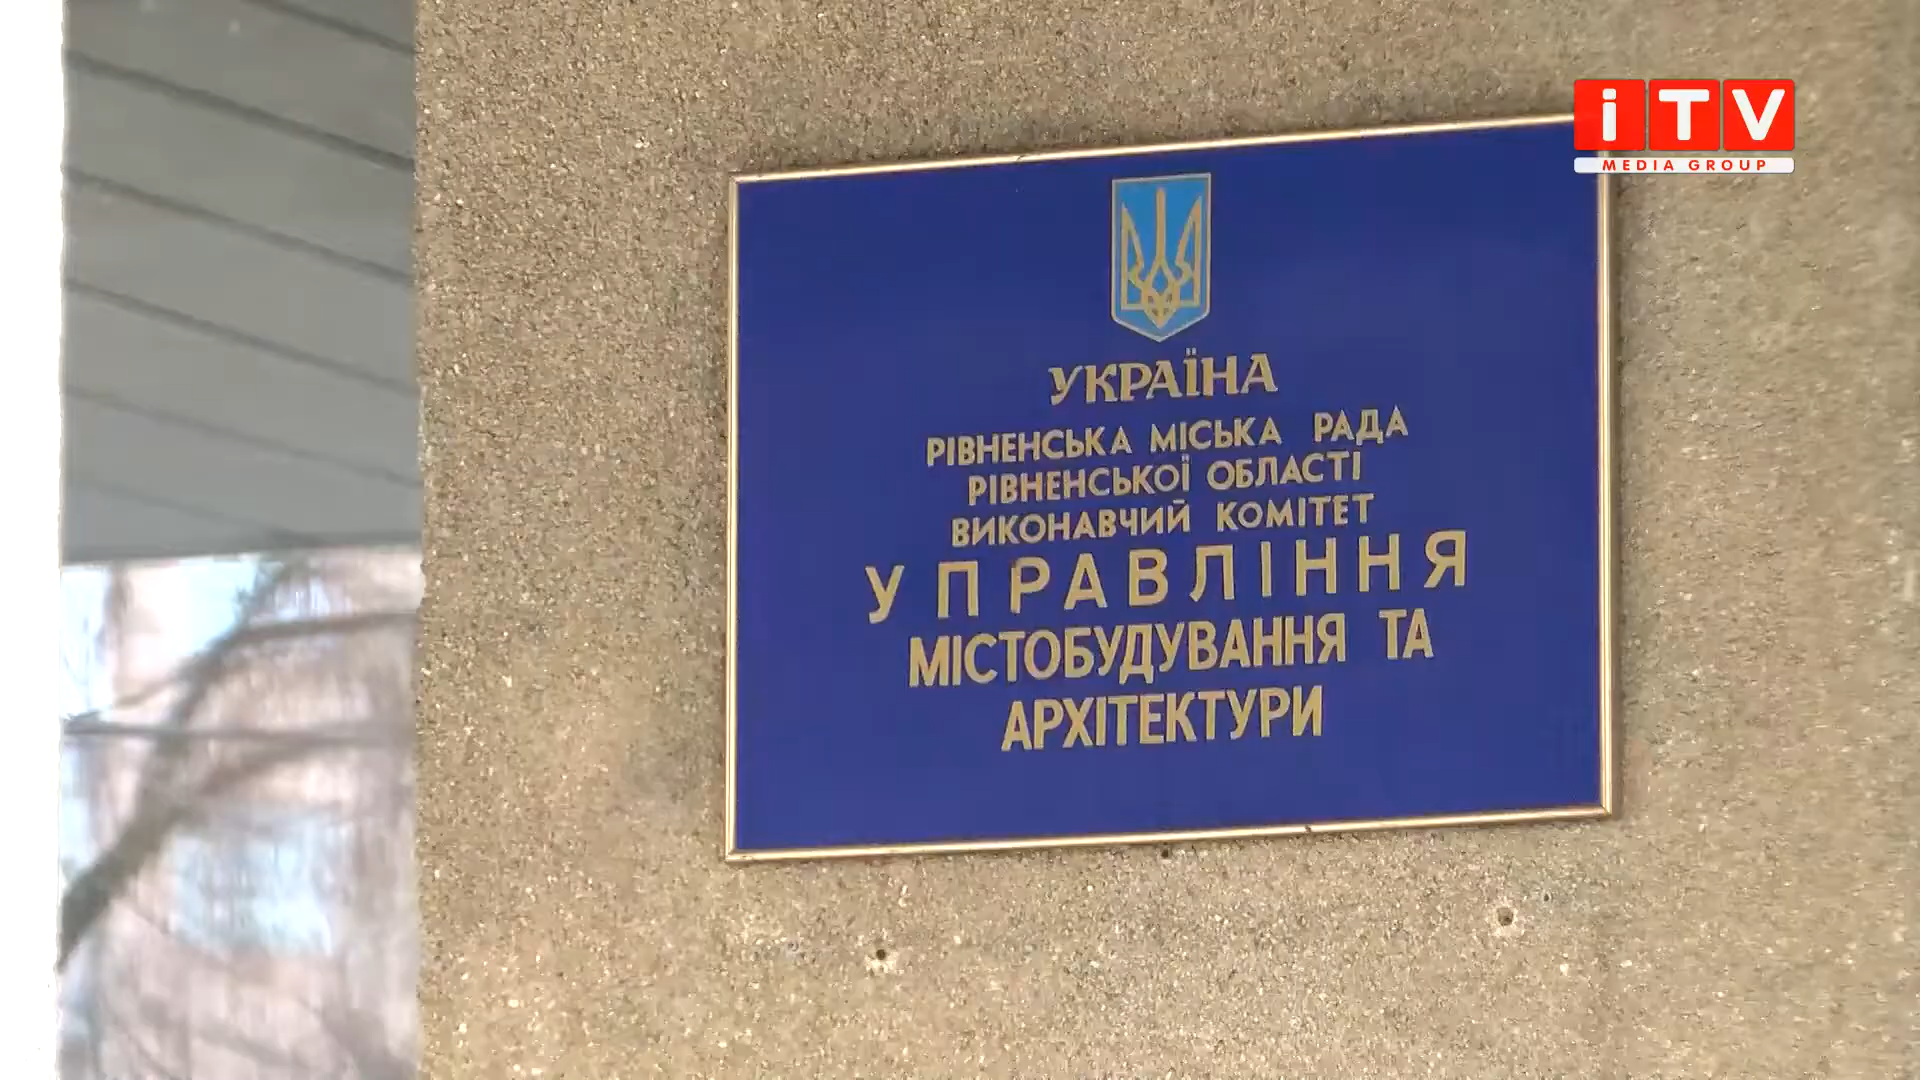 iTV
MEDIA GROUP
УКРАЇНА
РІВНЕНСЬКА МІСЬКА РАДА
РІВНЕНСЬКОЇ ОБЛАСТІ
ВИКОНАВЧИЙ КОМІТЕТ
УПРАВЛІННЯ
МІСТОБУДУВАННЯ ТА
АРХІТЕКТУРИ